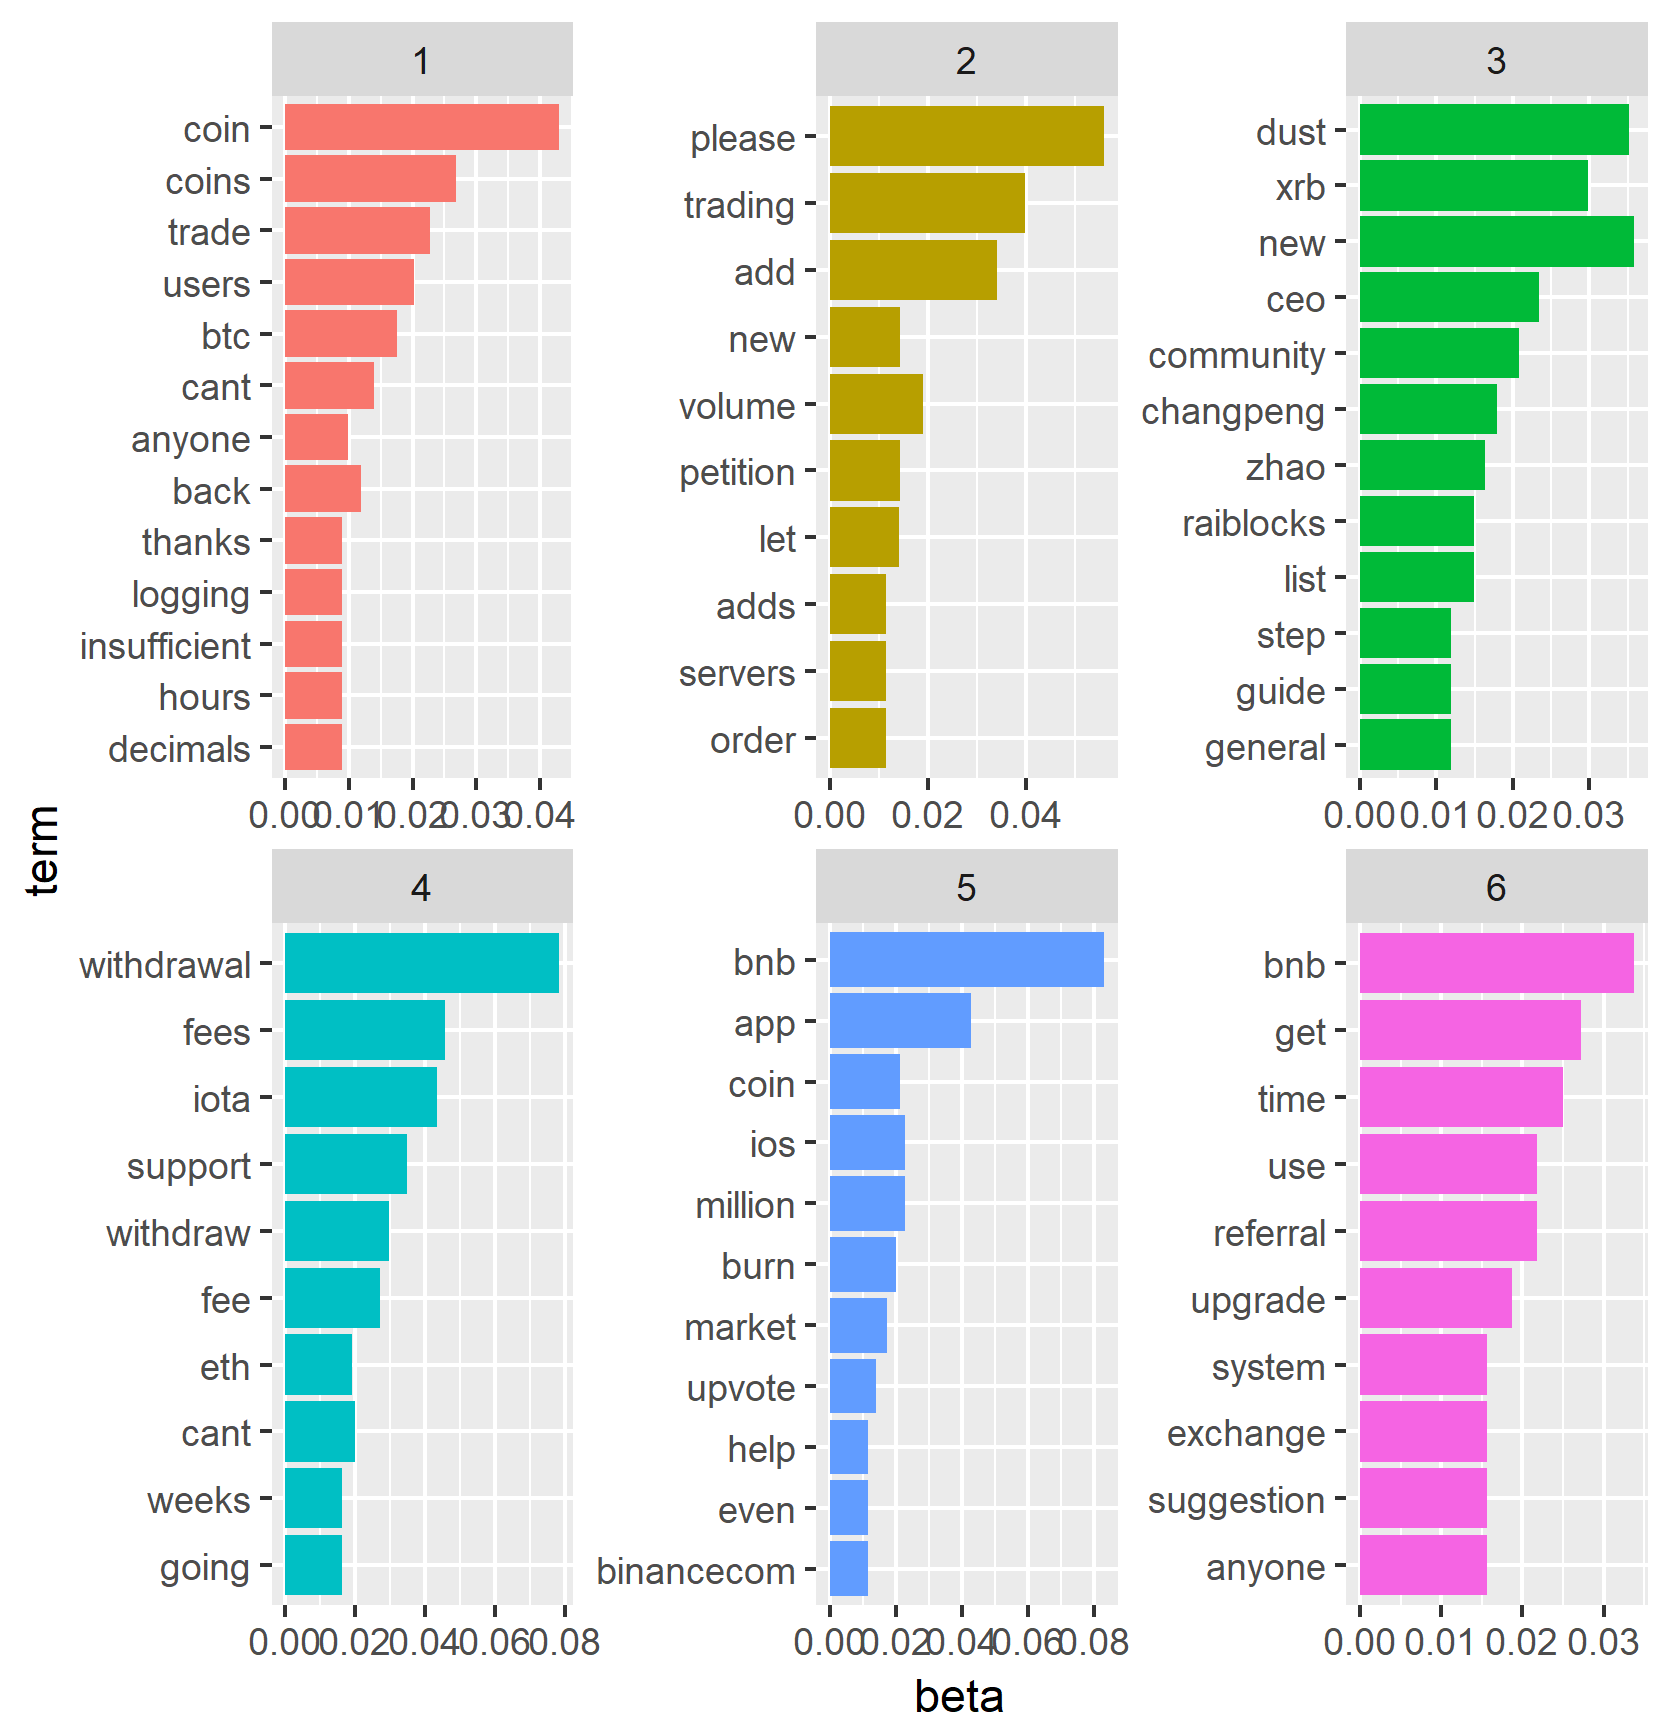 1
coin
coins
trade
users
btc
cant
anyone
back
thanks
logging
insufficient
hours
decimals
0.00 0.01 0.02 0.03 0.04
2
please
trading
add
new
volume
petition
let
adds
servers
order
0.00 0.02 0.04
3
dust
xrb
new
ceo
community
changpeng
zhao
raiblocks
list
step
guide
general
0.00 0.01 0.02 0.03
4
withdrawal
fees
iota
support
withdraw
fee
eth
cant
weeks
going
0.00 0.02 0.04 0.06 0.08
5
bnb
app
coin
ios
million
burn
market
upvote
help
even
binancecom
0.00 0.02 0.04 0.06 0.08
6
bnb
get
time
use
referral
upgrade
system
exchange
suggestion
anyone
0.00 0.01 0.02 0.03
term
beta